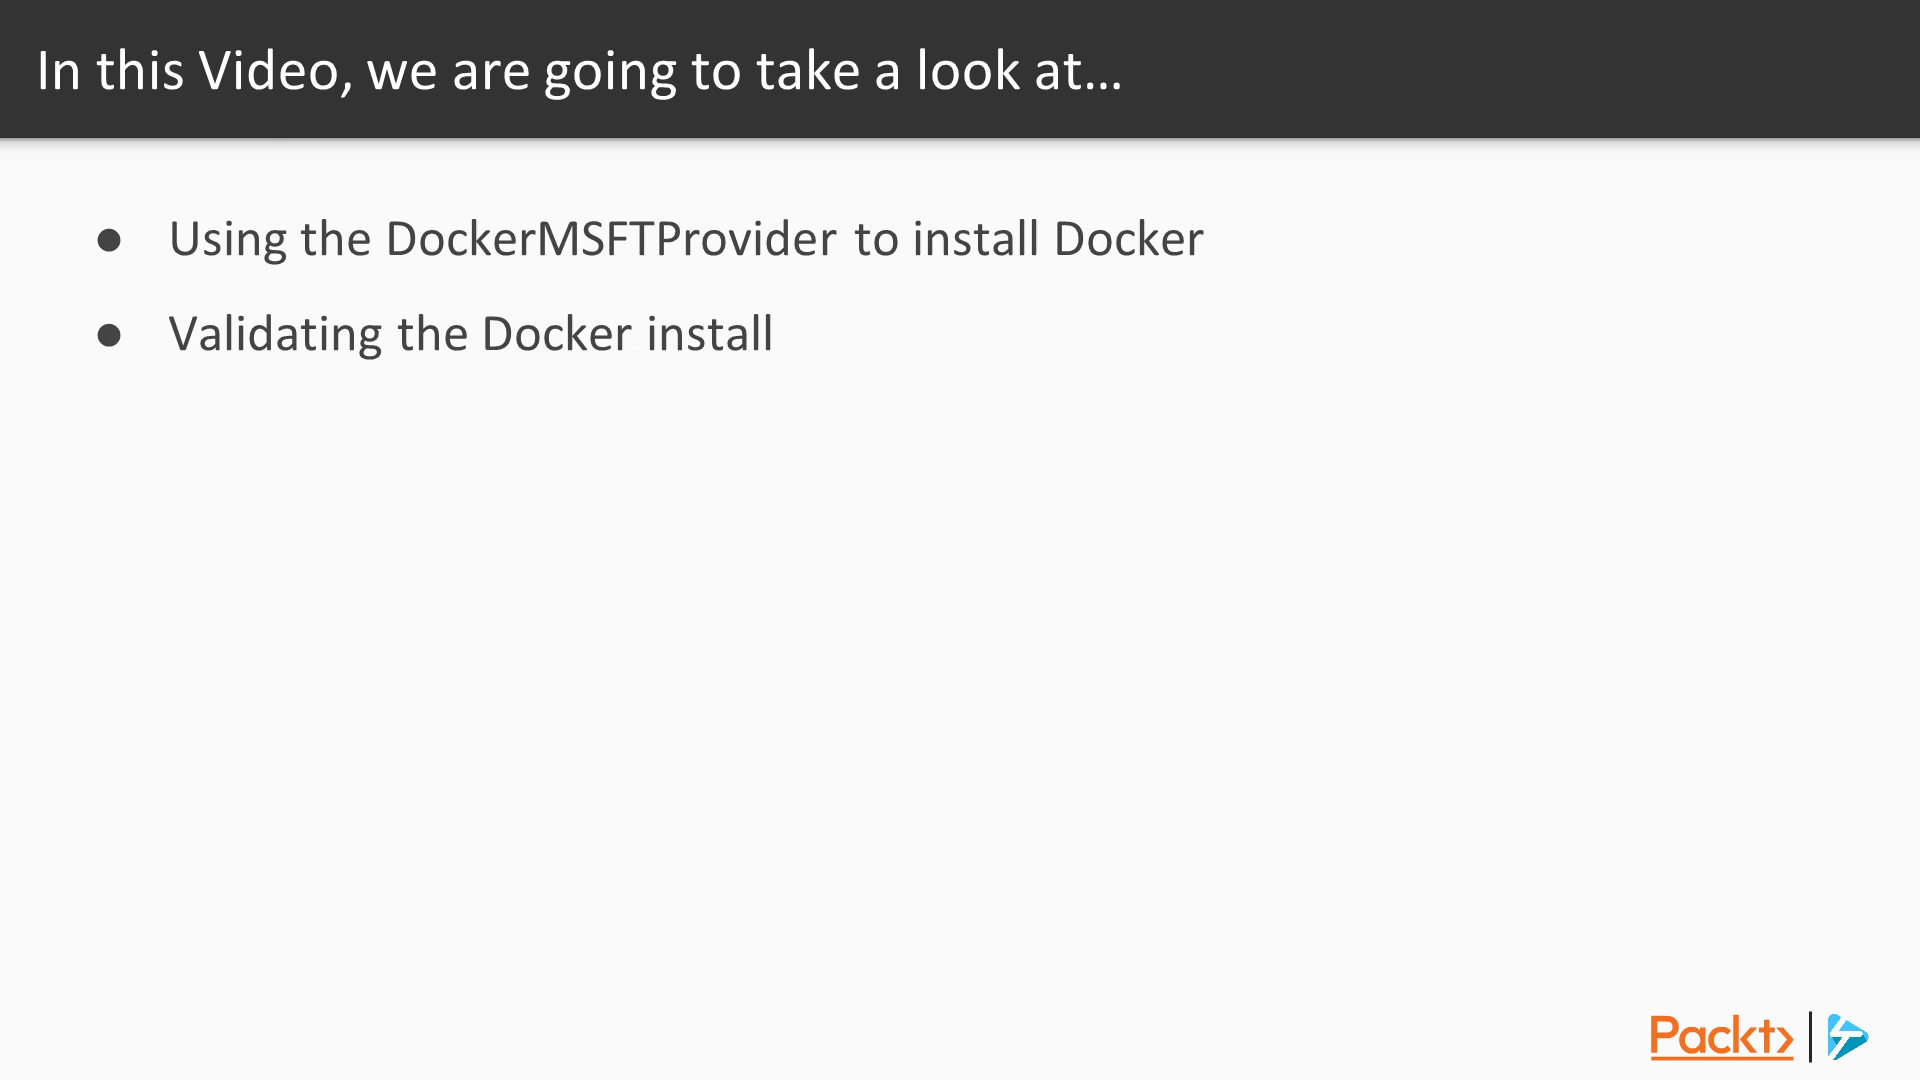 In this Video, we are going to take a look at...
● Using the DockerMSFTProvider to install Docker
● Validating the Docker install
Packt>